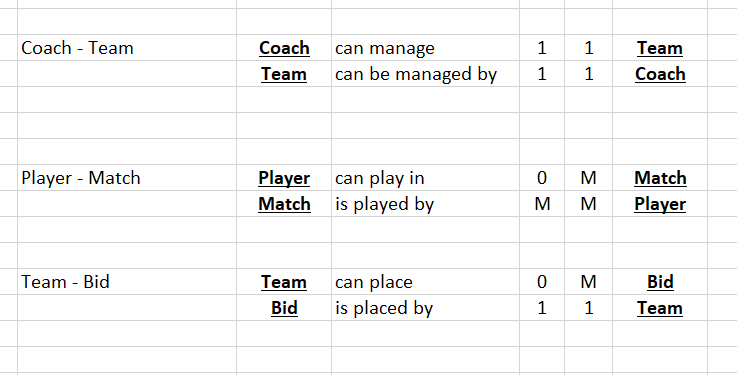 Coach - Team Coach can manage 1 1 Team
Team can be managed by 1 1 Coach
Player - Match Player can play in 0 M Match
Match is played by M M Player
Team - Bid Team can place 0 M Bid
Bid is placed by 1 1 Team